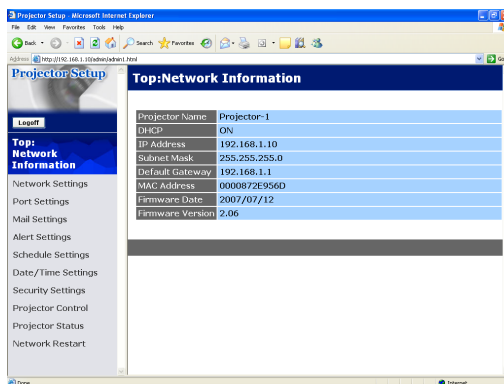 Projector Setup - Microsoft Internet Explorer
File Edit View Favorites Tools Help
Back Search Favorites
Address http://192.168.1.10/admin/admin1.html Go
Projector Setup
Logoff
Top:
Network
Information
Network Settings
Port Settings
Mail Settings
Alert Settings
Schedule Settings
Date/Time Settings
Security Settings
Projector Control
Projector Status
Network Restart
Top:Network Information
Projector Name Projector-1
DHCP ON
IP Address 192.168.1.10
Subnet Mask 255.255.255.0
Default Gateway 192.168.1.1
MAC Address 0000872E956D
Firmware Date 2007/07/12
Firmware Version 2.06
Done Internet